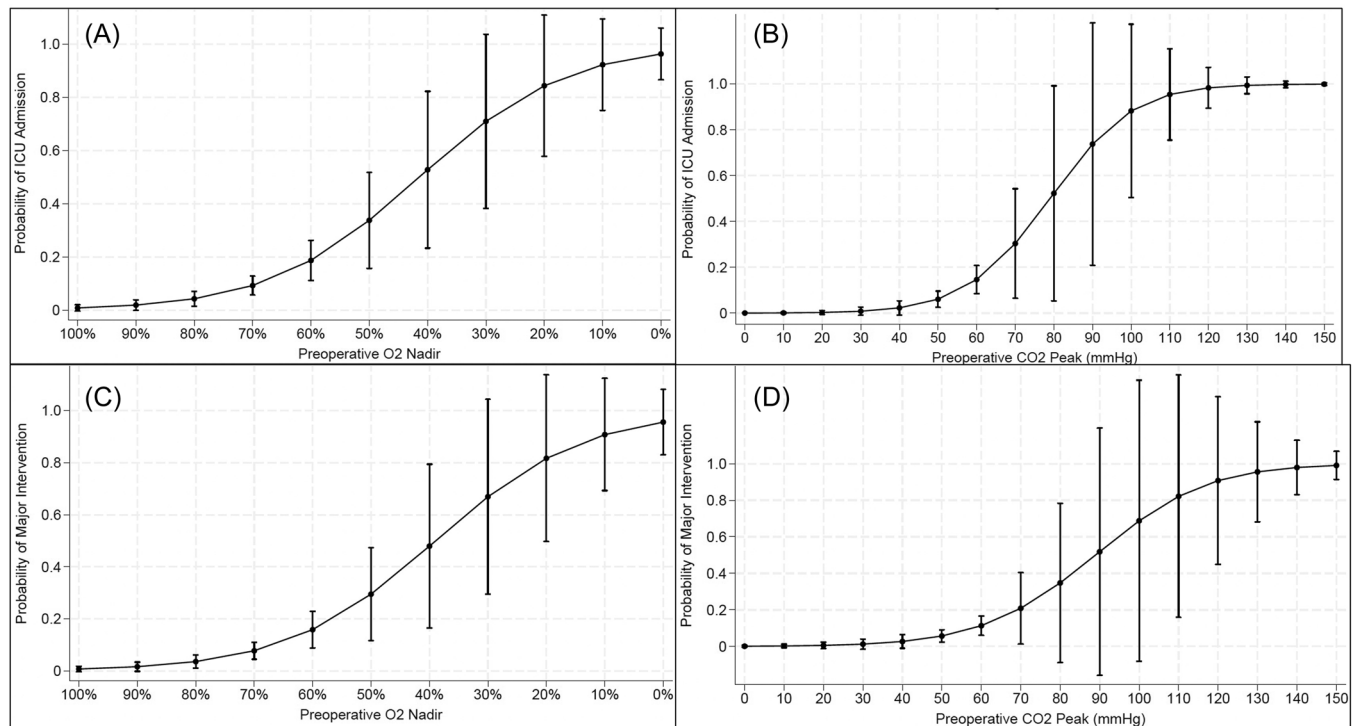 (A)
Probability of ICU Admission
1.0
0.8
0.6
0.4
0.2
0
100% 90% 80% 70% 60% 50% 40% 30% 20% 10% 0%
Preoperative O2 Nadir
(B)
Probability of ICU Admission
1.0
0.8
0.6
0.4
0.2
0
0 10 20 30 40 50 60 70 80 90 100 110 120 130 140 150
Preoperative CO2 Peak (mmHg)
(C)
Probability of Major Intervention
1.0
0.8
0.6
0.4
0.2
0
100% 90% 80% 70% 60% 50% 40% 30% 20% 10% 0%
Preoperative O2 Nadir
(D)
Probability of Major Intervention
1.0
0.8
0.6
0.4
0.2
0
0 10 20 30 40 50 60 70 80 90 100 110 120 130 140 150
Preoperative CO2 Peak (mmHg)